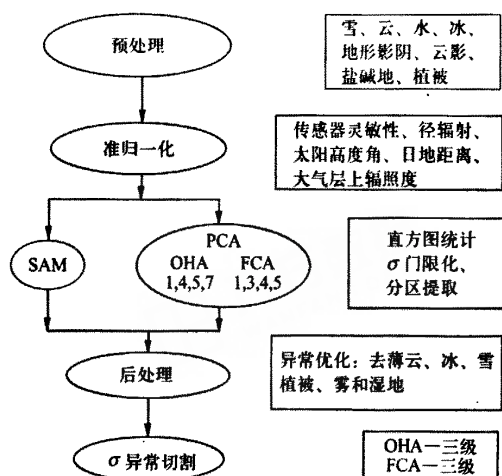 预处理
雪、云、水、冰、
地形影阴、云影、
盐碱地、植被
准归一化
传感器灵敏性、径辐射、
太阳高度角、日地距离、
大气层上辐照度
SAM
PCA
OHA FCA
1,4,5,7 1,3,4,5
直方图统计
σ门限化、
分区提取
后处理
异常优化：去薄云、冰、雪
植被、雾和湿地
σ异常切割
OHA－三级
FCA－三级